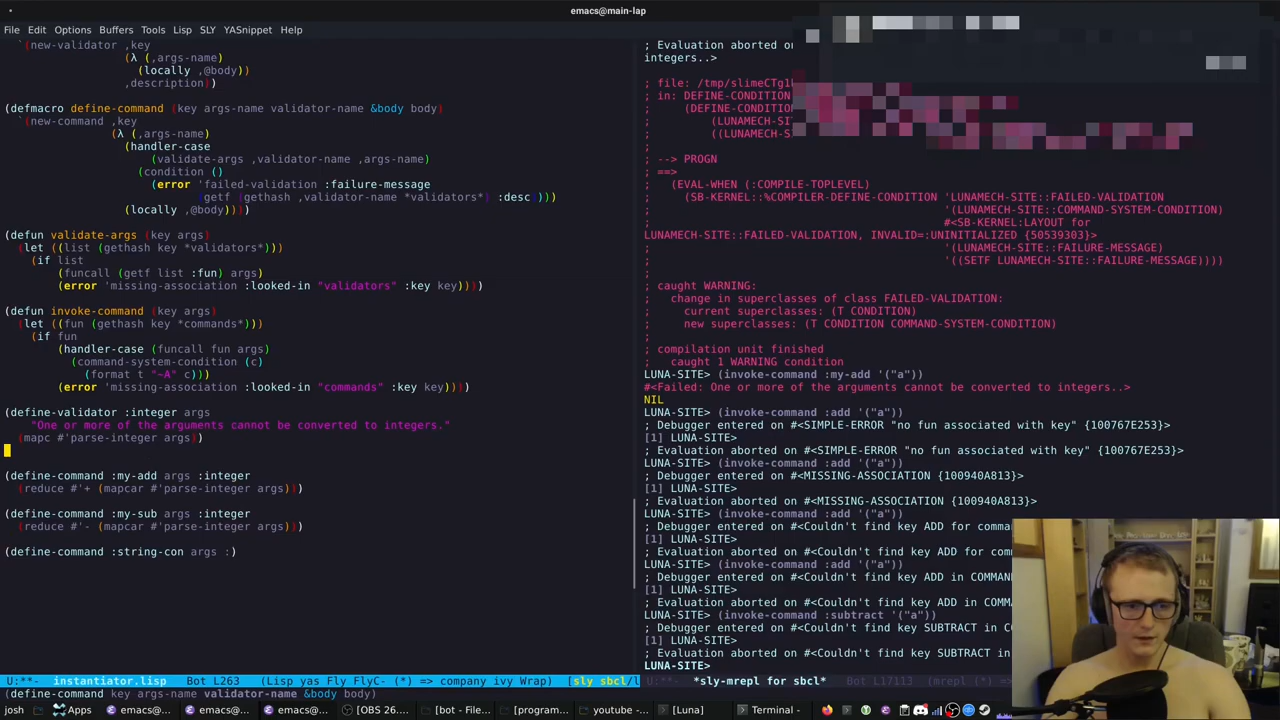 emacs@main-lap
File Edit Options Buffers Tools Lisp SLY YASnippet Help
`(new-validator ,key
(λ (,args-name)
(locally ,@body))
,description))
(defmacro define-command (key args-name validator-name &body body)
`(new-command ,key
(λ (,args-name)
(handler-case
(validate-args ,validator-name ,args-name)
(condition ()
(error 'failed-validation :failure-message
(getf (gethash ,validator-name *validators*) :desc))))
(locally ,@body))))
(defun validate-args (key args)
(let ((list (gethash key *validators*)))
(if list
(funcall (getf list :fun) args)
(error 'missing-association :looked-in "validators" :key key))))
(defun invoke-command (key args)
(let ((fun (gethash key *commands*)))
(if fun
(handler-case (funcall fun args)
(command-system-condition (c)
(format t "~A" c)))
(error 'missing-association :looked-in "commands" :key key))))
(define-validator :integer args
"One or more of the arguments cannot be converted to integers."
(mapc #'parse-integer args))
(define-command :my-add args :integer
(reduce #'+ (mapcar #'parse-integer args)))
(define-command :my-sub args :integer
(reduce #'- (mapcar #'parse-integer args)))
(define-command :string-con args :)
U:**- instantiator.lisp Bot L263 (Lisp yas Fly FlyC- (*) => company ivy Wrap) [sly sbcl/l
(define-command key args-name validator-name &body body)
; Evaluation aborted on
integers..>
; file: /tmp/slimeCTg1
; in: DEFINE-CONDITION
(DEFINE-CONDITIO
(LUNAMECH-SIT
((LUNAMECH-S
; --> PROGN
; ==>
; (EVAL-WHEN (:COMPILE-TOPLEVEL)
; (SB-KERNEL::%COMPILER-DEFINE-CONDITION 'LUNAMECH-SITE::FAILED-VALIDATION
; '(LUNAMECH-SITE::COMMAND-SYSTEM-CONDITION)
; #<SB-KERNEL:LAYOUT for
LUNAMECH-SITE::FAILED-VALIDATION, INVALID=:UNINITIALIZED {50539303}>
; '(LUNAMECH-SITE::FAILURE-MESSAGE)
; '((SETF LUNAMECH-SITE::FAILURE-MESSAGE))))
;
; caught WARNING:
; change in superclasses of class FAILED-VALIDATION:
; current superclasses: (T CONDITION)
; new superclasses: (T CONDITION COMMAND-SYSTEM-CONDITION)
;
; compilation unit finished
; caught 1 WARNING condition
LUNA-SITE> (invoke-command :my-add '("a"))
#<Failed: One or more of the arguments cannot be converted to integers..>
NIL
LUNA-SITE> (invoke-command :add '("a"))
; Debugger entered on #<SIMPLE-ERROR "no fun associated with key" {100767E253}>
[1] LUNA-SITE>
; Evaluation aborted on #<SIMPLE-ERROR "no fun associated with key" {100767E253}>
LUNA-SITE> (invoke-command :add '("a"))
; Debugger entered on #<MISSING-ASSOCIATION {100940A813}>
[1] LUNA-SITE>
; Evaluation aborted on #<MISSING-ASSOCIATION {100940A813}>
LUNA-SITE> (invoke-command :add '("a"))
; Debugger entered on #<Couldn't find key ADD for comma
[1] LUNA-SITE>
; Evaluation aborted on #<Couldn't find key ADD for com
LUNA-SITE> (invoke-command :add '("a"))
; Debugger entered on #<Couldn't find key ADD in COMMAN
[1] LUNA-SITE>
; Evaluation aborted on #<Couldn't find key ADD in COMM
LUNA-SITE> (invoke-command :subtract '("a"))
; Debugger entered on #<Couldn't find key SUBTRACT in CO
[1] LUNA-SITE>
; Evaluation aborted on #<Couldn't find key SUBTRACT in
LUNA-SITE>
U:**- *sly-mrepl for sbcl* Bot L17113 (mrepl (*) =>
josh Apps emacs@... emacs@... emacs@... [OBS 26.... [bot - File... [program... youtube -... [Luna] Terminal -